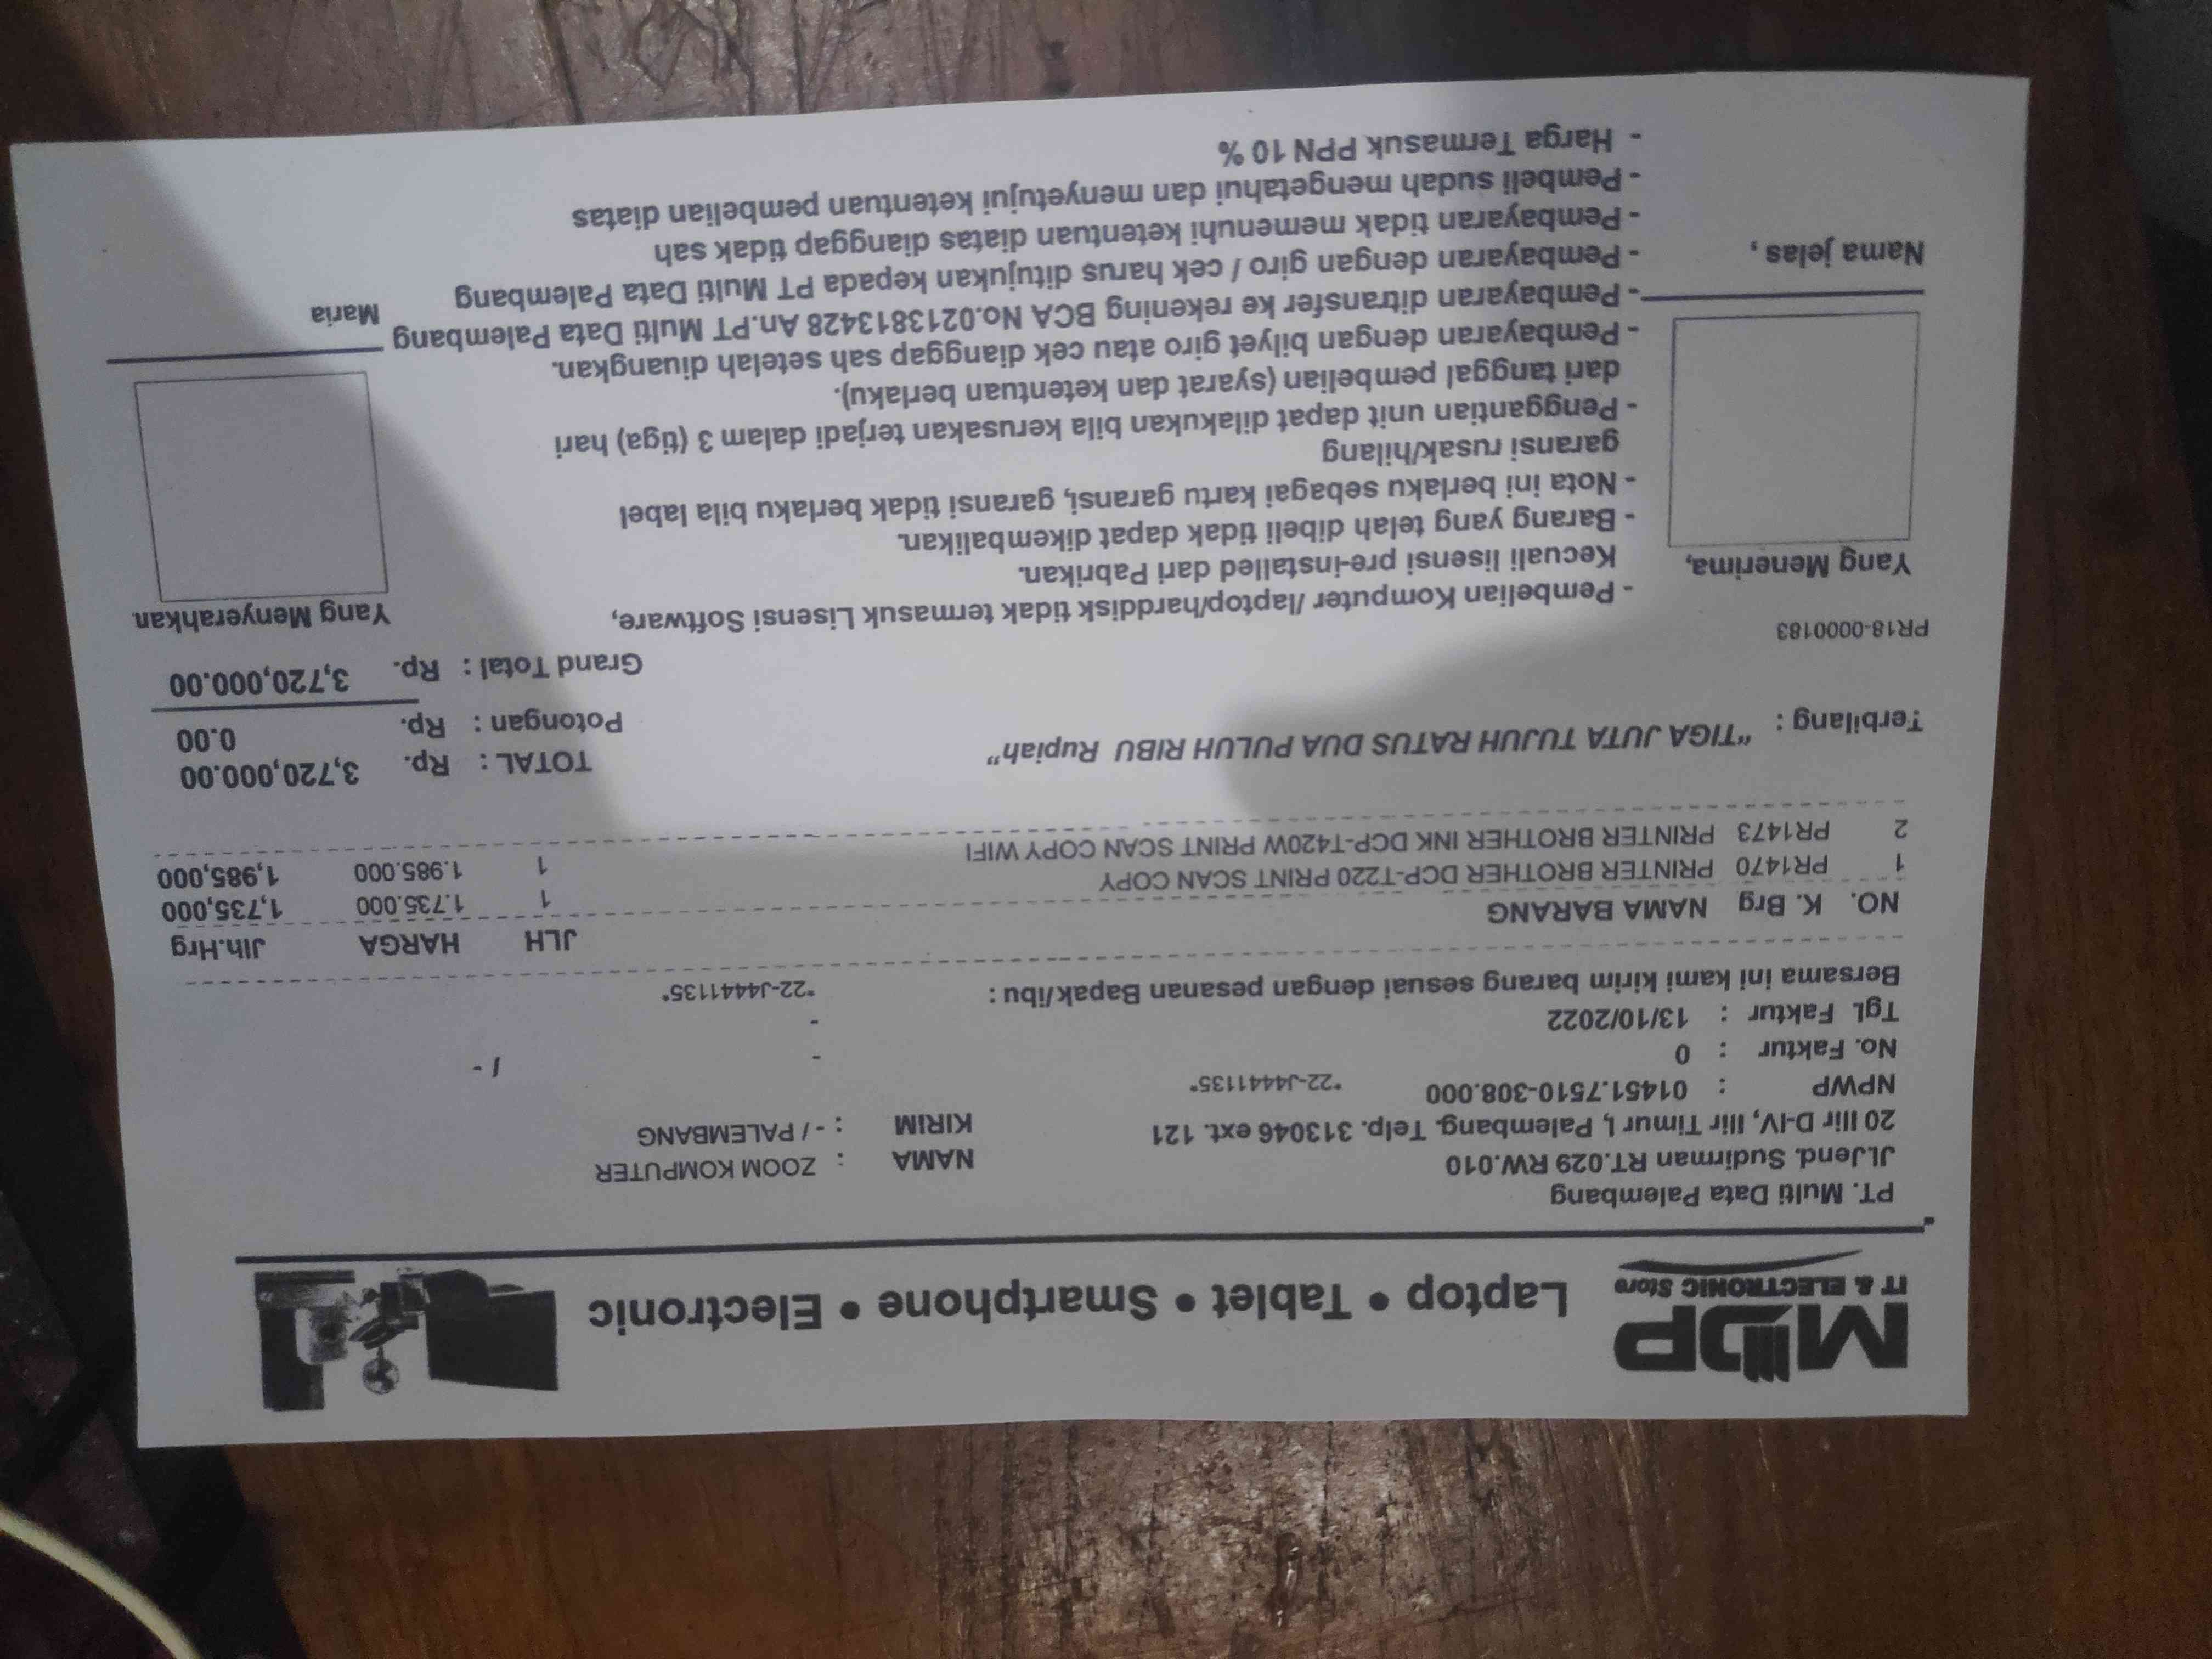 MDP
IT & ELECTRONIC Store
Laptop • Tablet • Smartphone • Electronic
PT. Multi Data Palembang
Jl.Jend. Sudirman RT.029 RW.010
20 Ilir D-IV, Ilir Timur I, Palembang. Telp. 313046 ext. 121
NPWP : 01451.7510-308.000
*22-J4441135*
No. Faktur : 0
Tgl. Faktur : 13/10/2022
NAMA : ZOOM KOMPUTER
KIRIM : - / PALEMBANG
- / -
-
*22-J4441135*
Bersama ini kami kirim barang sesuai dengan pesanan Bapak/ibu :
NO. K. Brg NAMA BARANG JLH HARGA Jlh.Hrg
1 PR1470 PRINTER BROTHER DCP-T220 PRINT SCAN COPY 1 1.735.000 1,735,000
2 PR1473 PRINTER BROTHER INK DCP-T420W PRINT SCAN COPY WIFI 1 1.985.000 1,985,000
Terbilang : "TIGA JUTA TUJUH RATUS DUA PULUH RIBU Rupiah"
TOTAL : Rp. 3,720,000.00
Potongan : Rp. 0.00
Grand Total : Rp. 3,720,000.00
PR18-0000183
Yang Menerima,
Nama jelas ,
- Pembelian Komputer /laptop/harddisk tidak termasuk Lisensi Software,
Kecuali lisensi pre-installed dari Pabrikan.
- Barang yang telah dibeli tidak dapat dikembalikan.
- Nota ini berlaku sebagai kartu garansi, garansi tidak berlaku bila label
garansi rusak/hilang
- Penggantian unit dapat dilakukan bila kerusakan terjadi dalam 3 (tiga) hari
dari tanggal pembelian (syarat dan ketentuan berlaku).
- Pembayaran dengan bilyet giro atau cek dianggap sah setelah diuangkan.
- Pembayaran ditransfer ke rekening BCA No.0213813428 An.PT Multi Data Palembang
- Pembayaran dengan giro / cek harus ditujukan kepada PT Multi Data Palembang
- Pembayaran tidak memenuhi ketentuan diatas dianggap tidak sah
- Pembeli sudah mengetahui dan menyetujui ketentuan pembelian diatas
- Harga Termasuk PPN 10 %
Yang Menyerahkan
Maria